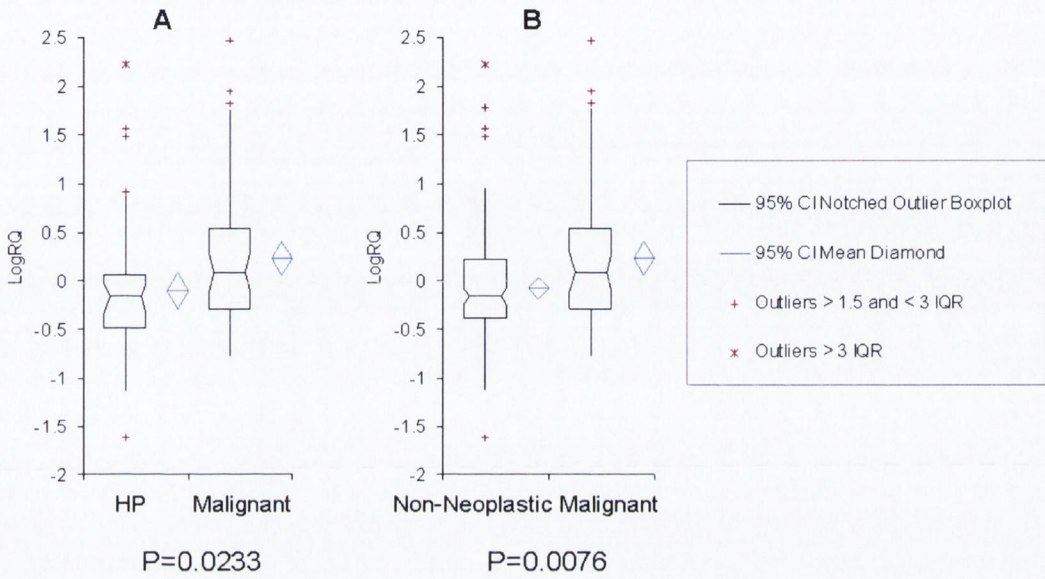 A
B
2.5
2
1.5
1
0.5
0
-0.5
-1
-1.5
-2
LogRQ
HP
Malignant
P=0.0233
2.5
2
1.5
1
0.5
0
-0.5
-1
-1.5
-2
LogRQ
Non-Neoplastic
Malignant
P=0.0076
95% CI Notched Outlier Boxplot
95% CI Mean Diamond
Outliers > 1.5 and < 3 IQR
Outliers > 3 IQR